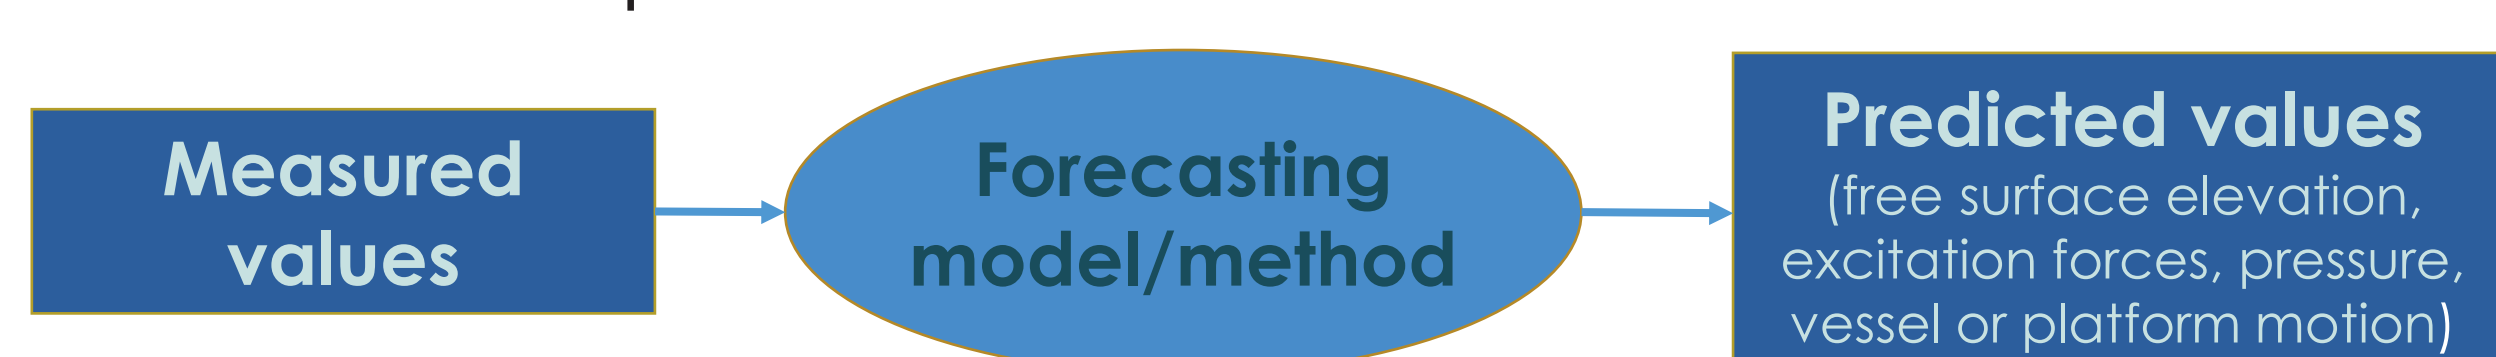 Measured
values
Forecasting
model/method
Predicted values
(free surface elevation,
excitation forces, pressure,
vessel or platform motion)